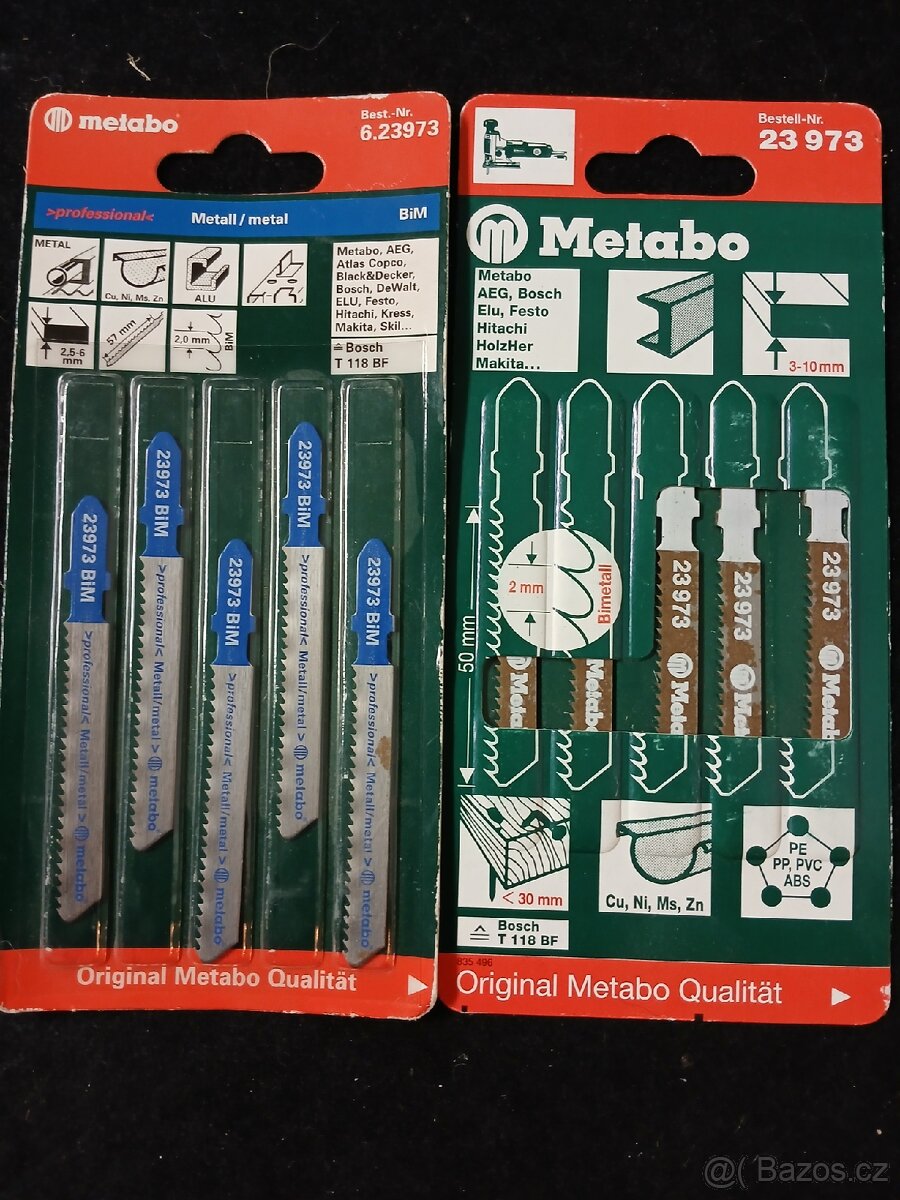 metabo
Best.-Nr.
6.23973
>professional<
Metall / metal
BiM
METAL
Cu, Ni, Ms, Zn
ALU
2,5-6
mm
57 mm
2,0 mm
BiM
Metabo, AEG,
Atlas Copco,
Black&Decker,
Bosch, DeWalt,
ELU, Festo,
Hitachi, Kress,
Makita, Skil...
≙ Bosch
T 118 BF
23973 BiM
>professional< Metall/metal > metabo
23973 BiM
>professional< Metall/metal > metabo
23973 BiM
>professional< Metall/metal > metabo
23973 BiM
>professional< Metall/metal > metabo
23973 BiM
>professional< Metall/metal > metabo
Original Metabo Qualität
Bestell-Nr.
23 973
Metabo
Metabo
AEG, Bosch
Elu, Festo
Hitachi
HolzHer
Makita...
3-10mm
50 mm
2 mm
Bimetall
Metabo
23 973
Metabo
23 973
Metabo
23 973
< 30 mm
Cu, Ni, Ms, Zn
PE
PP, PVC
ABS
≙ Bosch
T 118 BF
835 496
Original Metabo Qualität
@( Bazos.cz